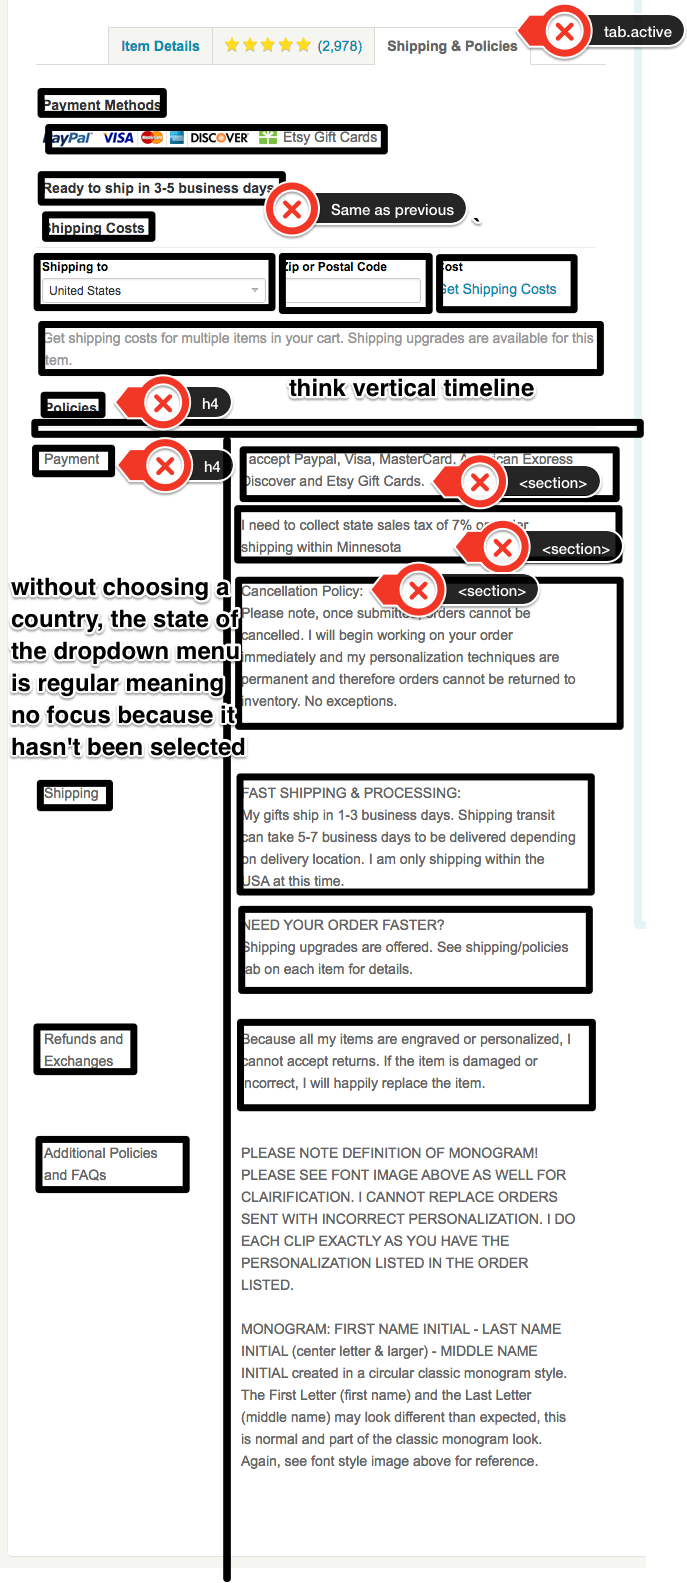 Item Details
(2,978)
Shipping & Policies
tab.active
Payment Methods
PayPal VISA MasterCard DISCOVER Etsy Gift Cards
Ready to ship in 3-5 business days
Same as previous
Shipping Costs
Shipping to
Zip or Postal Code
Cost
United States
Get Shipping Costs
Get shipping costs for multiple items in your cart. Shipping upgrades are available for this
item.
think vertical timeline
Policies
h4
Payment
h4
I accept Paypal, Visa, MasterCard, American Express
Discover and Etsy Gift Cards.
<section>
I need to collect state sales tax of 7% on order
shipping within Minnesota
<section>
Cancellation Policy:
<section>
Please note, once submitted, orders cannot be
cancelled. I will begin working on your order
immediately and my personalization techniques are
permanent and therefore orders cannot be returned to
inventory. No exceptions.
without choosing a
country, the state of
the dropdown menu
is regular meaning
no focus because it
hasn't been selected
Shipping
FAST SHIPPING & PROCESSING:
My gifts ship in 1-3 business days. Shipping transit
can take 5-7 business days to be delivered depending
on delivery location. I am only shipping within the
USA at this time.
NEED YOUR ORDER FASTER?
Shipping upgrades are offered. See shipping/policies
tab on each item for details.
Refunds and
Exchanges
Because all my items are engraved or personalized, I
cannot accept returns. If the item is damaged or
incorrect, I will happily replace the item.
Additional Policies
and FAQs
PLEASE NOTE DEFINITION OF MONOGRAM!
PLEASE SEE FONT IMAGE ABOVE AS WELL FOR
CLAIRIFICATION. I CANNOT REPLACE ORDERS
SENT WITH INCORRECT PERSONALIZATION. I DO
EACH CLIP EXACTLY AS YOU HAVE THE
PERSONALIZATION LISTED IN THE ORDER
LISTED.
MONOGRAM: FIRST NAME INITIAL - LAST NAME
INITIAL (center letter & larger) - MIDDLE NAME
INITIAL created in a circular classic monogram style.
The First Letter (first name) and the Last Letter
(middle name) may look different than expected, this
is normal and part of the classic monogram look.
Again, see font style image above for reference.